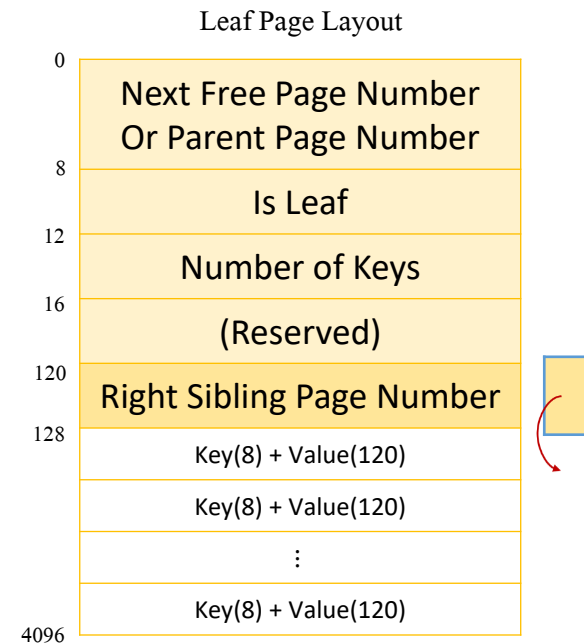 Leaf Page Layout
0
Next Free Page Number
Or Parent Page Number
8
Is Leaf
12
Number of Keys
16
(Reserved)
120
Right Sibling Page Number
128
Key(8) + Value(120)
Key(8) + Value(120)
⋮
Key(8) + Value(120)
4096